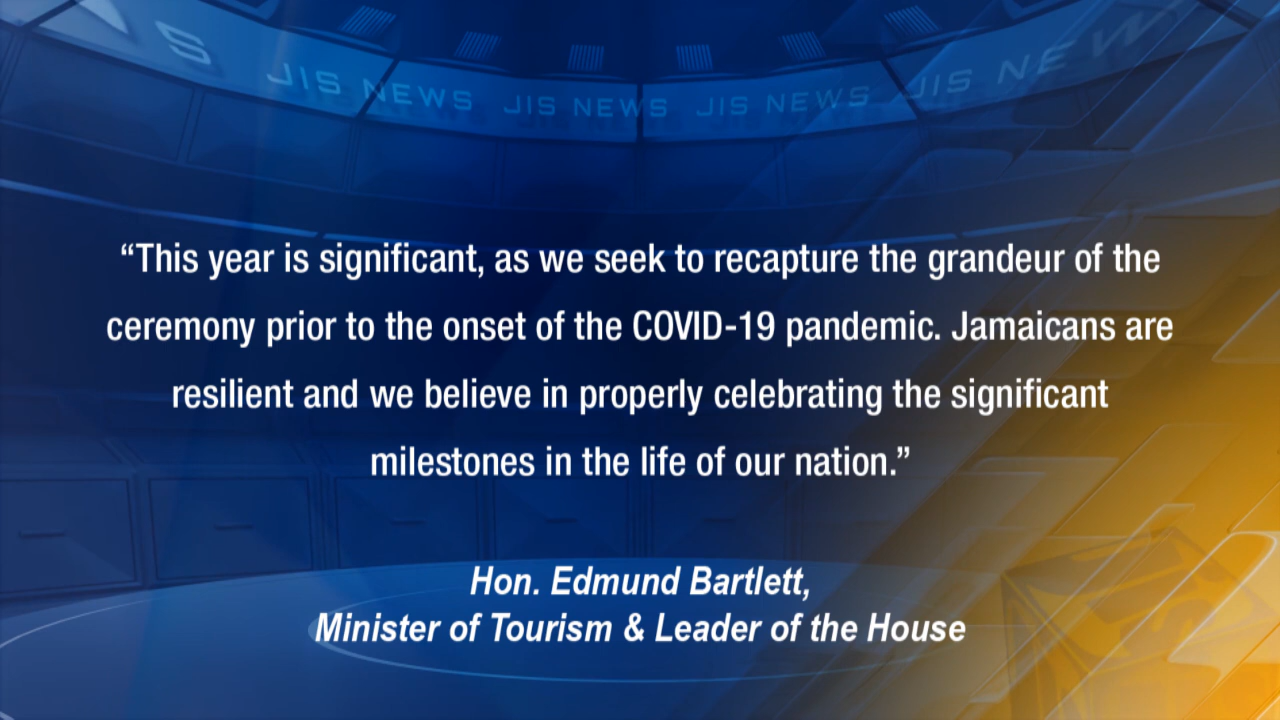 S JIS NEWS JIS NEWS JIS NEWS JIS NEW
“This year is significant, as we seek to recapture the grandeur of the
ceremony prior to the onset of the COVID-19 pandemic. Jamaicans are
resilient and we believe in properly celebrating the significant
milestones in the life of our nation.”
Hon. Edmund Bartlett,
Minister of Tourism & Leader of the House